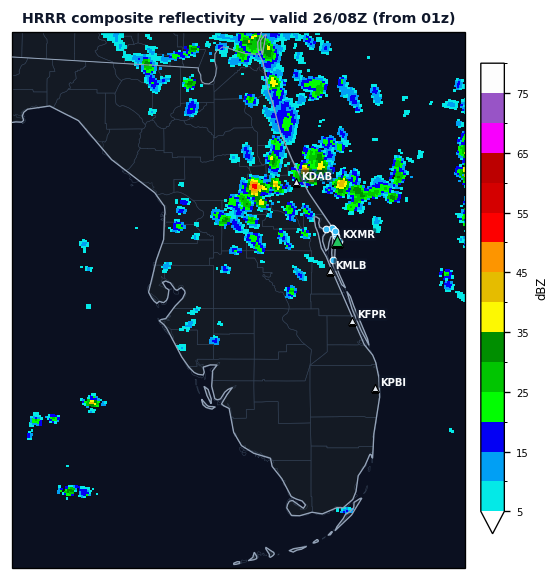 HRRR composite reflectivity — valid 26/08Z (from 01z)
KDAB
KXMR
KMLB
KFPR
KPBI
75
65
55
45
35
25
15
5
dBZ